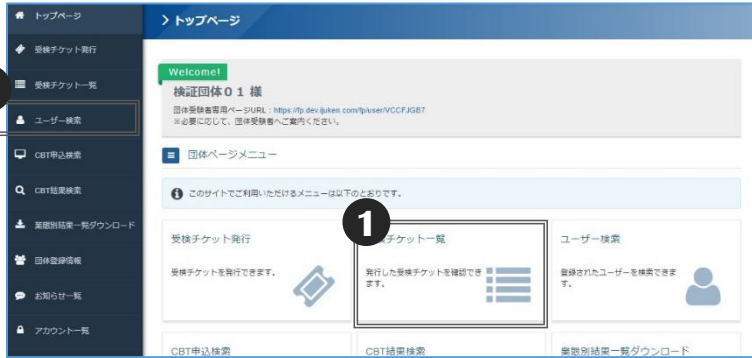 トップページ
受検チケット発行
受検チケット一覧
ユーザー検索
CBT申込検索
CBT結果検索
業態別結果一覧ダウンロード
団体登録情報
お知らせ一覧
アカウント一覧
トップページ
Welcome!
検証団体01 様
団体受験者専用ページURL : https://fp.dev.ijuken.com/fp/user/VCCFJGB7
※必要に応じて、団体受験者へご案内ください。
団体ページメニュー
このサイトでご利用いただけるメニューは以下のとおりです。
1
受検チケット発行
受検チケットを発行できます。
チケット一覧
発行した受検チケットを確認でき
ます。
ユーザー検索
登録されたユーザーを検索できま
す。
CBT申込検索
CBT結果検索
業態別結果一覧ダウンロード